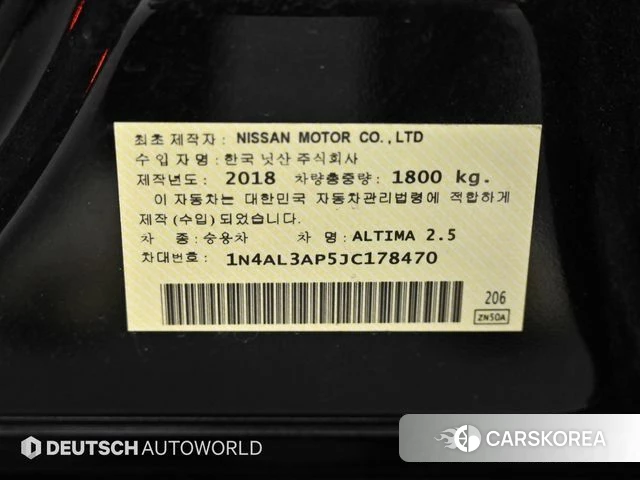 최초 제작자 : NISSAN MOTOR CO.,LTD
수 입 자 명 : 한국 닛산 주식회사
제작년도 : 2018 차량총중량 : 1800 kg.
이 자동차는 대한민국 자동차관리법령에 적합하게
제작 (수입) 되었습니다.
차 종 : 승용차 차 명 : ALTIMA 2.5
차대번호 : 1N4AL3AP5JC178470
206
ZN50A
DEUTSCH AUTOWORLD
CARSKOREA